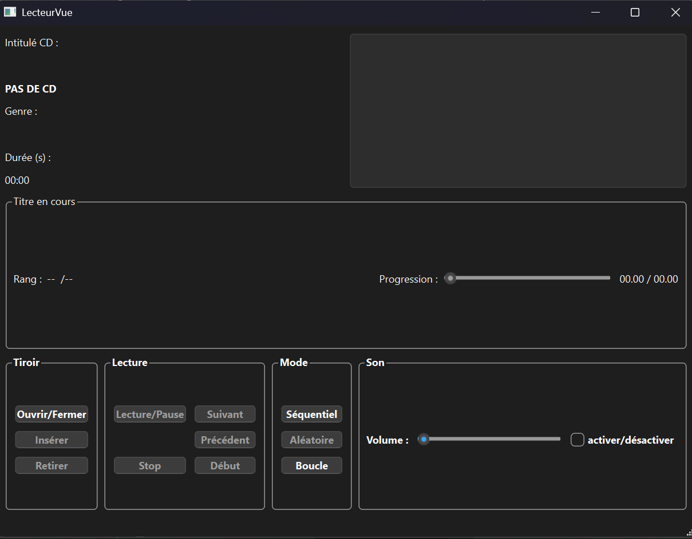 LecteurVue
Intitulé CD :
PAS DE CD
Genre :
Durée (s) :
00:00
Titre en cours
Rang : -- /--
Progression : 00.00 / 00.00
Tiroir
Ouvrir/Fermer
Insérer
Retirer
Lecture
Lecture/Pause Suivant
Précédent
Stop Début
Mode
Séquentiel
Aléatoire
Boucle
Son
Volume : activer/désactiver